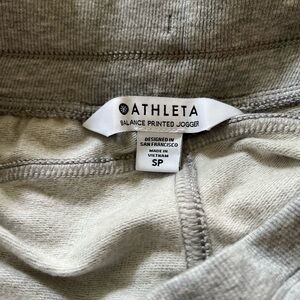 ATHLETA
BALANCE PRINTED JOGGER
DESIGNED IN
SAN FRANCISCO
MADE IN
VIETNAM
SP